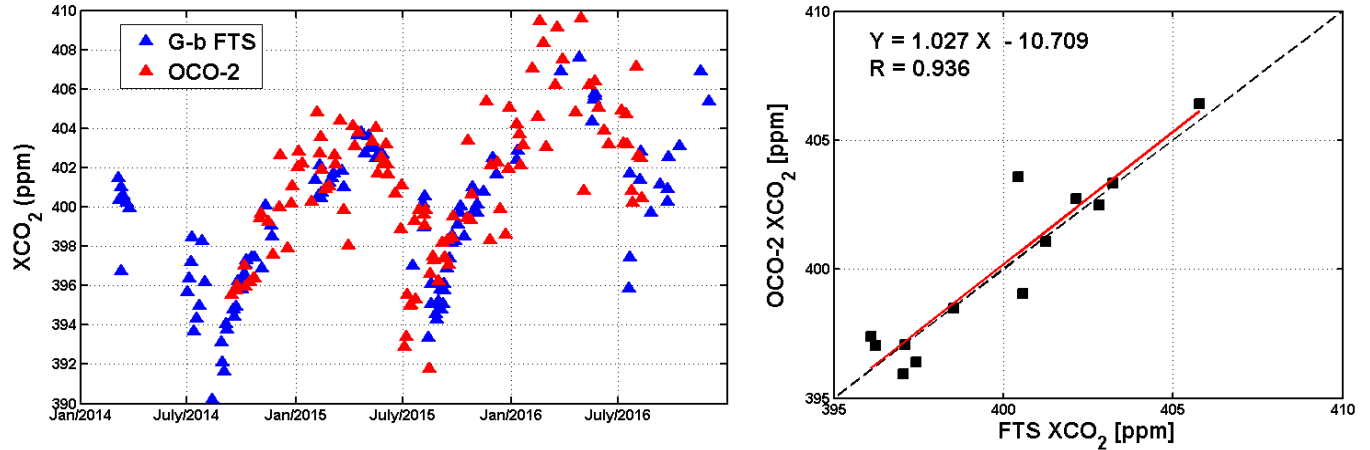 410
408
406
404
402
400
398
396
394
392
390
XCO2 (ppm)
G-b FTS
OCO-2
Jan/2014
July/2014
Jan/2015
July/2015
Jan/2016
July/2016
410
405
400
395
OCO-2 XCO2 [ppm]
Y = 1.027 X - 10.709
R = 0.936
395
400
405
410
FTS XCO2 [ppm]